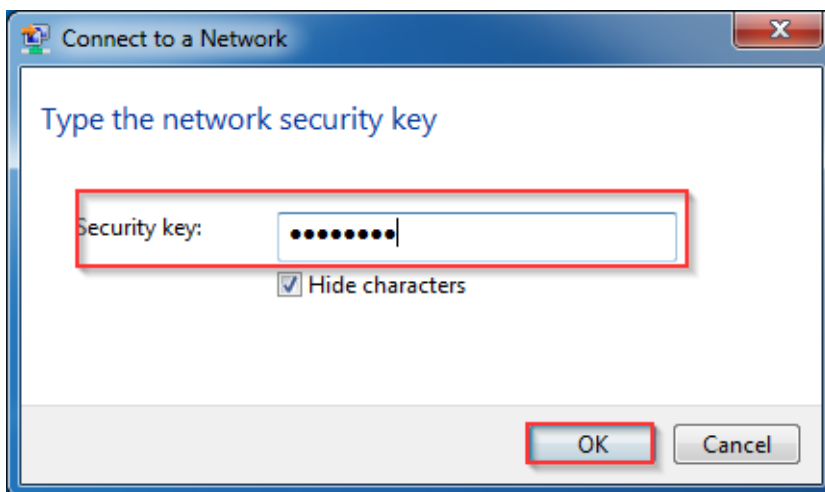 Connect to a Network
Type the network security key
Security key: ●●●●●●●●
Hide characters
OK Cancel